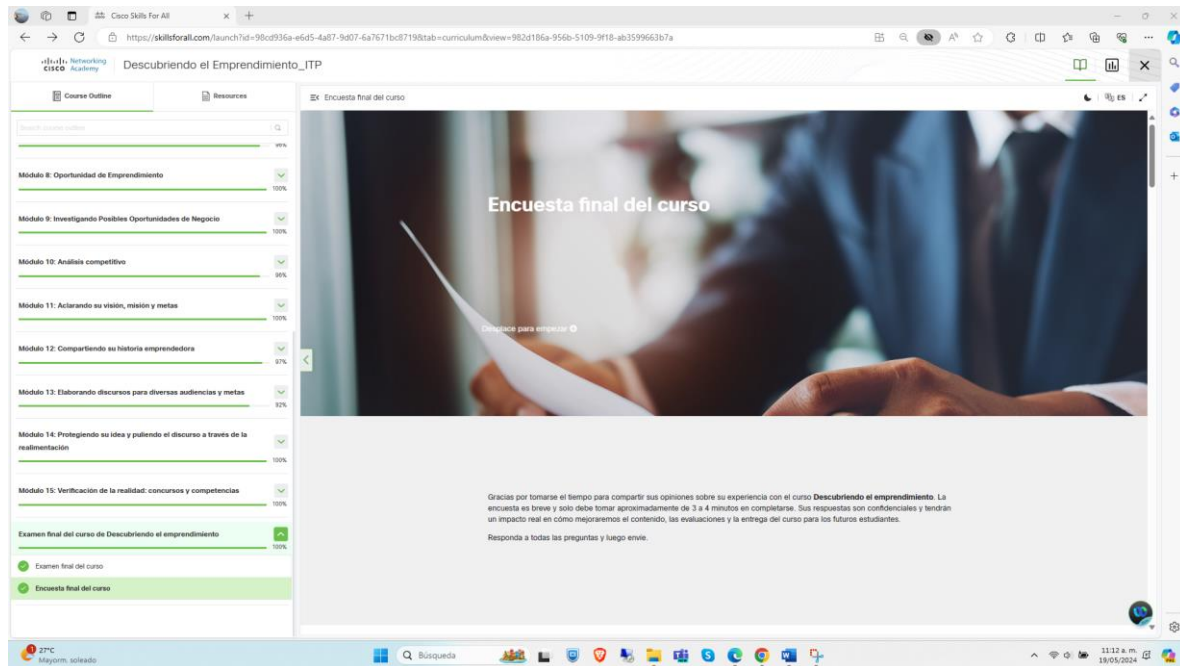 Cisco Skills For All
https://skillsforall.com/launch?id=98cd936a-e6d5-4a87-9d07-6a7671bc8719&tab=curriculum&view=982d186a-956b-5109-9f18-ab3599663b7a
CISCO Networking Academy
Descubriendo el Emprendimiento_ITP
Course Outline
Resources
Encuesta final del curso
ES
Search course outline
Módulo 8: Oportunidad de Emprendimiento
100%
Módulo 9: Investigando Posibles Oportunidades de Negocio
100%
Módulo 10: Análisis competitivo
Módulo 11: Aclarando su visión, misión y metas
100%
Módulo 12: Compartiendo su historia emprendedora
97%
Módulo 13: Elaborando discursos para diversas audiencias y metas
92%
Módulo 14: Protegiendo su idea y puliendo el discurso a través de la
realimentación
100%
Módulo 15: Verificación de la realidad: concursos y competencias
100%
Examen final del curso de Descubriendo el emprendimiento
100%
Examen final del curso
Encuesta final del curso
Encuesta final del curso
Desplace para empezar
Gracias por tomarse el tiempo para compartir sus opiniones sobre su experiencia con el curso Descubriendo el emprendimiento. La
encuesta es breve y solo debe tomar aproximadamente de 3 a 4 minutos en completarse. Sus respuestas son confidenciales y tendrán
un impacto real en cómo mejoraremos el contenido, las evaluaciones y la entrega del curso para los futuros estudiantes.
Responda a todas las preguntas y luego envíe.
27°C
Mayorm. soleado
Búsqueda
11:12 a. m.
19/05/2024